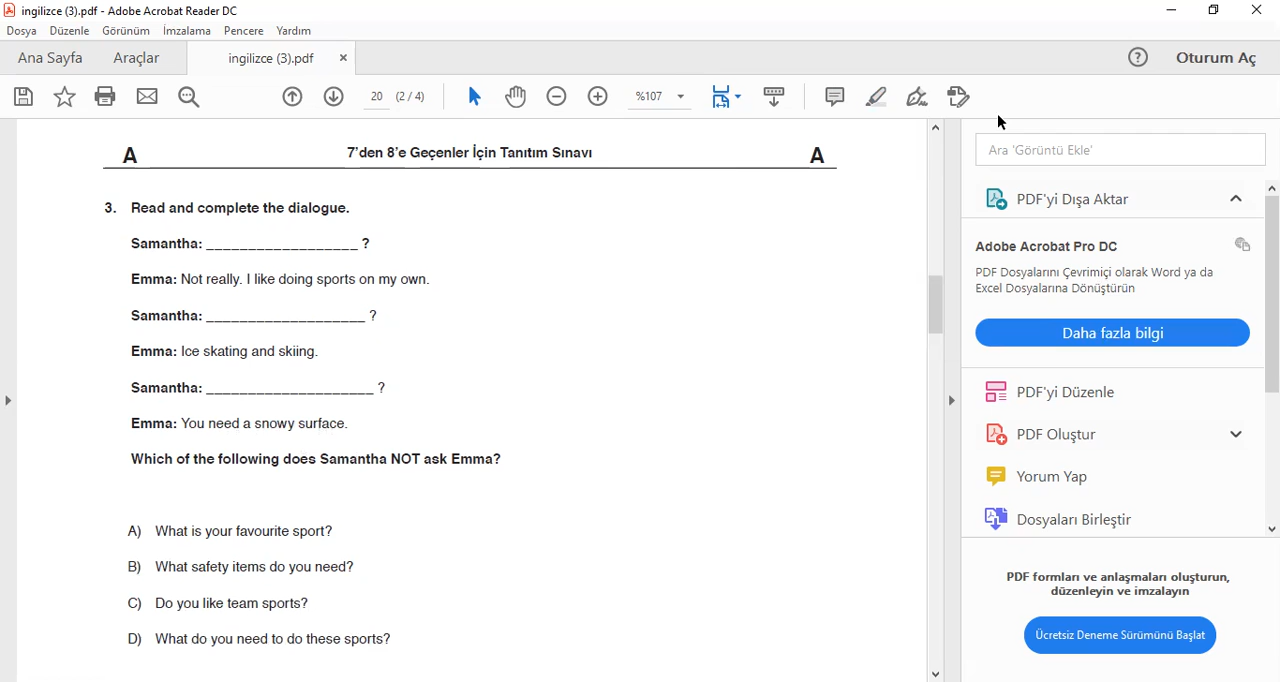 ingilizce (3).pdf - Adobe Acrobat Reader DC
Dosya Düzenle Görünüm İmzalama Pencere Yardım
Ana Sayfa Araçlar ingilizce (3).pdf × ? Oturum Aç
20 (2 / 4) %107
A 7'den 8'e Geçenler İçin Tanıtım Sınavı A
3. Read and complete the dialogue.
Samantha: ___________________ ?
Emma: Not really. I like doing sports on my own.
Samantha: ____________________ ?
Emma: Ice skating and skiing.
Samantha: _____________________ ?
Emma: You need a snowy surface.
Which of the following does Samantha NOT ask Emma?
A) What is your favourite sport?
B) What safety items do you need?
C) Do you like team sports?
D) What do you need to do these sports?
Ara 'Görüntü Ekle'
PDF'yi Dışa Aktar
Adobe Acrobat Pro DC
PDF Dosyalarını Çevrimiçi olarak Word ya da
Excel Dosyalarına Dönüştürün
Daha fazla bilgi
PDF'yi Düzenle
PDF Oluştur
Yorum Yap
Dosyaları Birleştir
PDF formları ve anlaşmaları oluşturun,
düzenleyin ve imzalayın
Ücretsiz Deneme Sürümünü Başlat